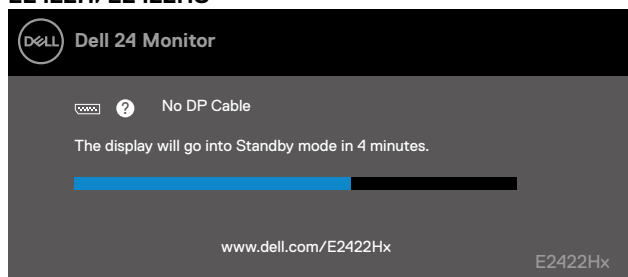 DELL Dell 24 Monitor
? No DP Cable
The display will go into Standby mode in 4 minutes.
www.dell.com/E2422Hx
E2422Hx